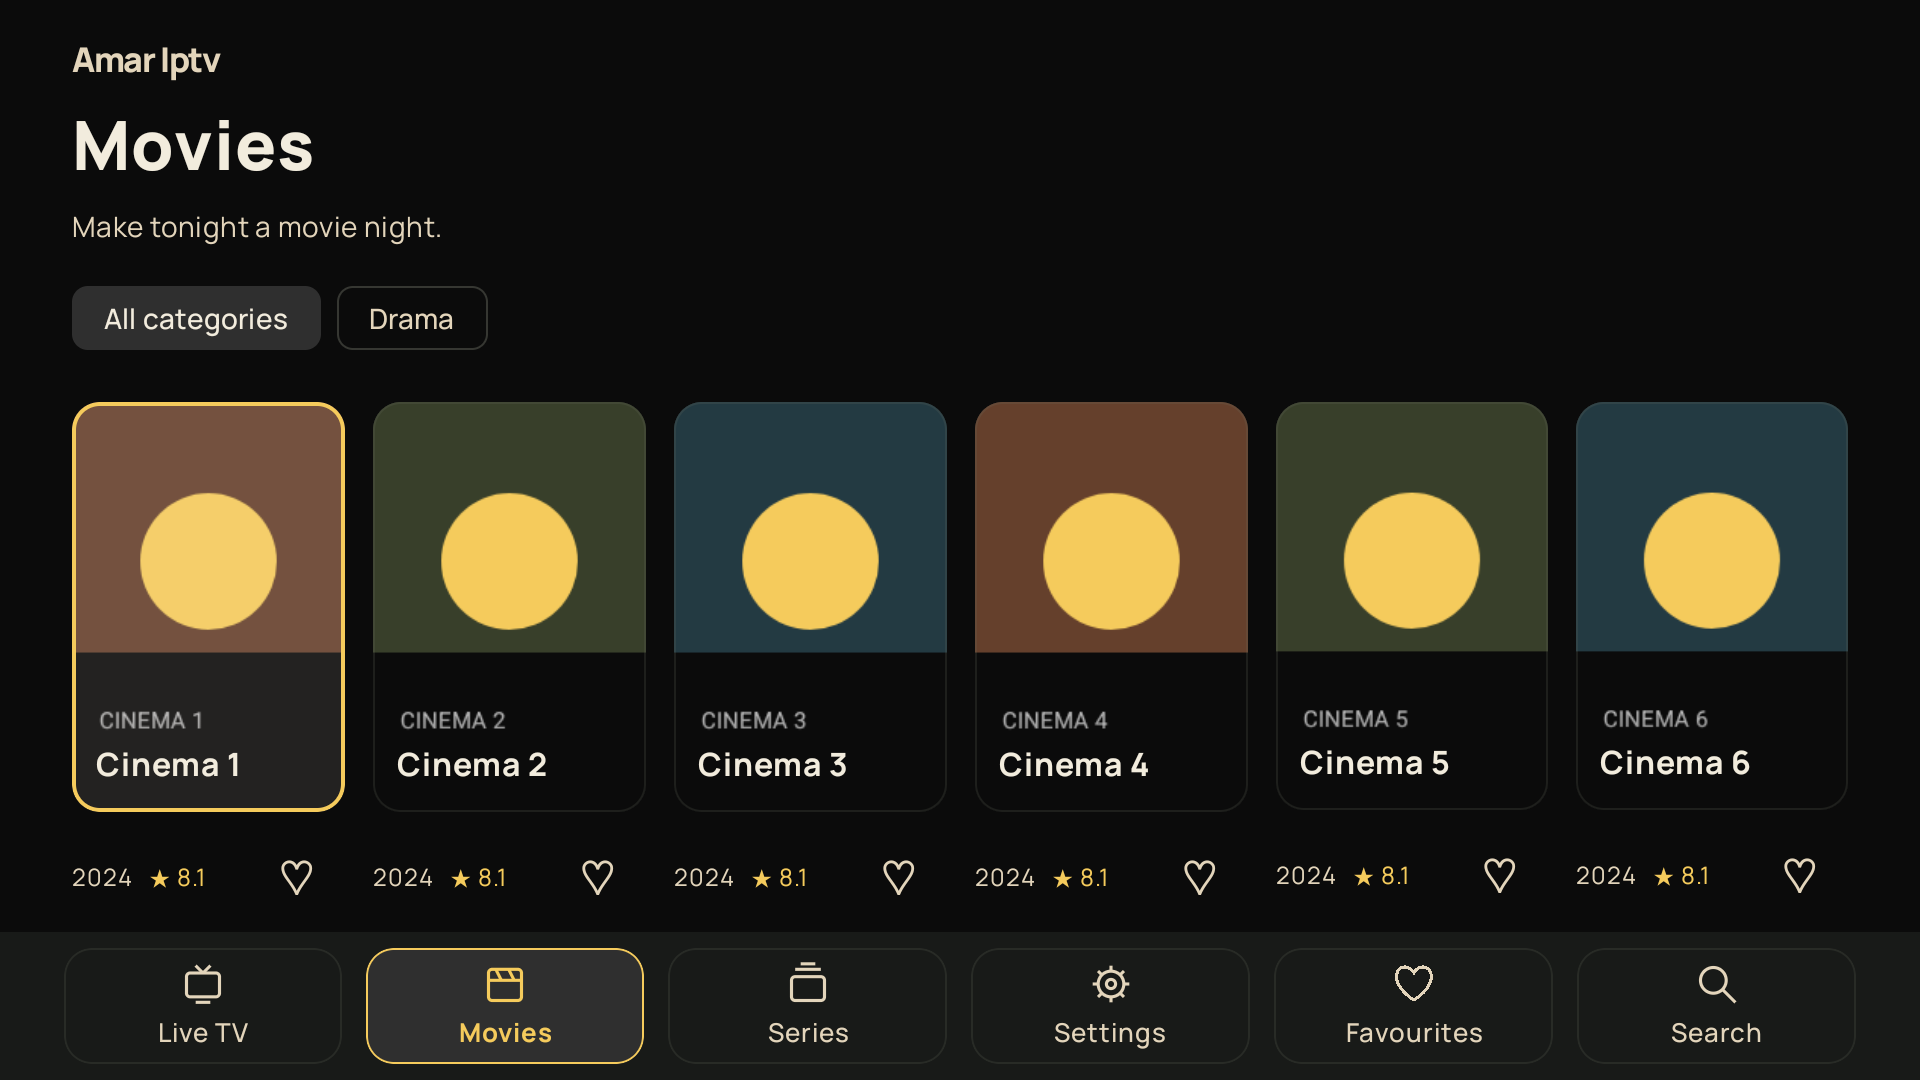 Amar Iptv
Movies
Make tonight a movie night.
All categories
Drama
CINEMA 1
Cinema 1
2024 ★ 8.1
CINEMA 2
Cinema 2
2024 ★ 8.1
CINEMA 3
Cinema 3
2024 ★ 8.1
CINEMA 4
Cinema 4
2024 ★ 8.1
CINEMA 5
Cinema 5
2024 ★ 8.1
CINEMA 6
Cinema 6
2024 ★ 8.1
Live TV
Movies
Series
Settings
Favourites
Search